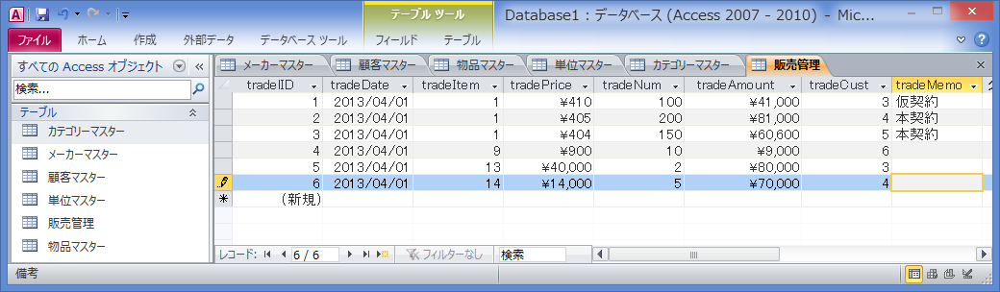 テーブル ツール
Database1：データベース (Access 2007 - 2010) - Mic...
ファイル ホーム 作成 外部データ データベース ツール フィールド テーブル
すべての Access オブジェクト
検索...
テーブル
カテゴリーマスター
メーカーマスター
顧客マスター
単位マスター
販売管理
物品マスター
メーカーマスター 顧客マスター 物品マスター 単位マスター カテゴリーマスター 販売管理
tradeIID tradeDate tradeItem tradePrice tradeNum tradeAmount tradeCust tradeMemo
1 2013/04/01 1 ¥410 100 ¥41,000 3 仮契約
2 2013/04/01 1 ¥405 200 ¥81,000 4 本契約
3 2013/04/01 1 ¥404 150 ¥60,600 5 本契約
4 2013/04/01 9 ¥900 10 ¥9,000 6
5 2013/04/01 13 ¥40,000 2 ¥80,000 3
6 2013/04/01 14 ¥14,000 5 ¥70,000 4
(新規)
レコード: 6 / 6 フィルターなし 検索
備考